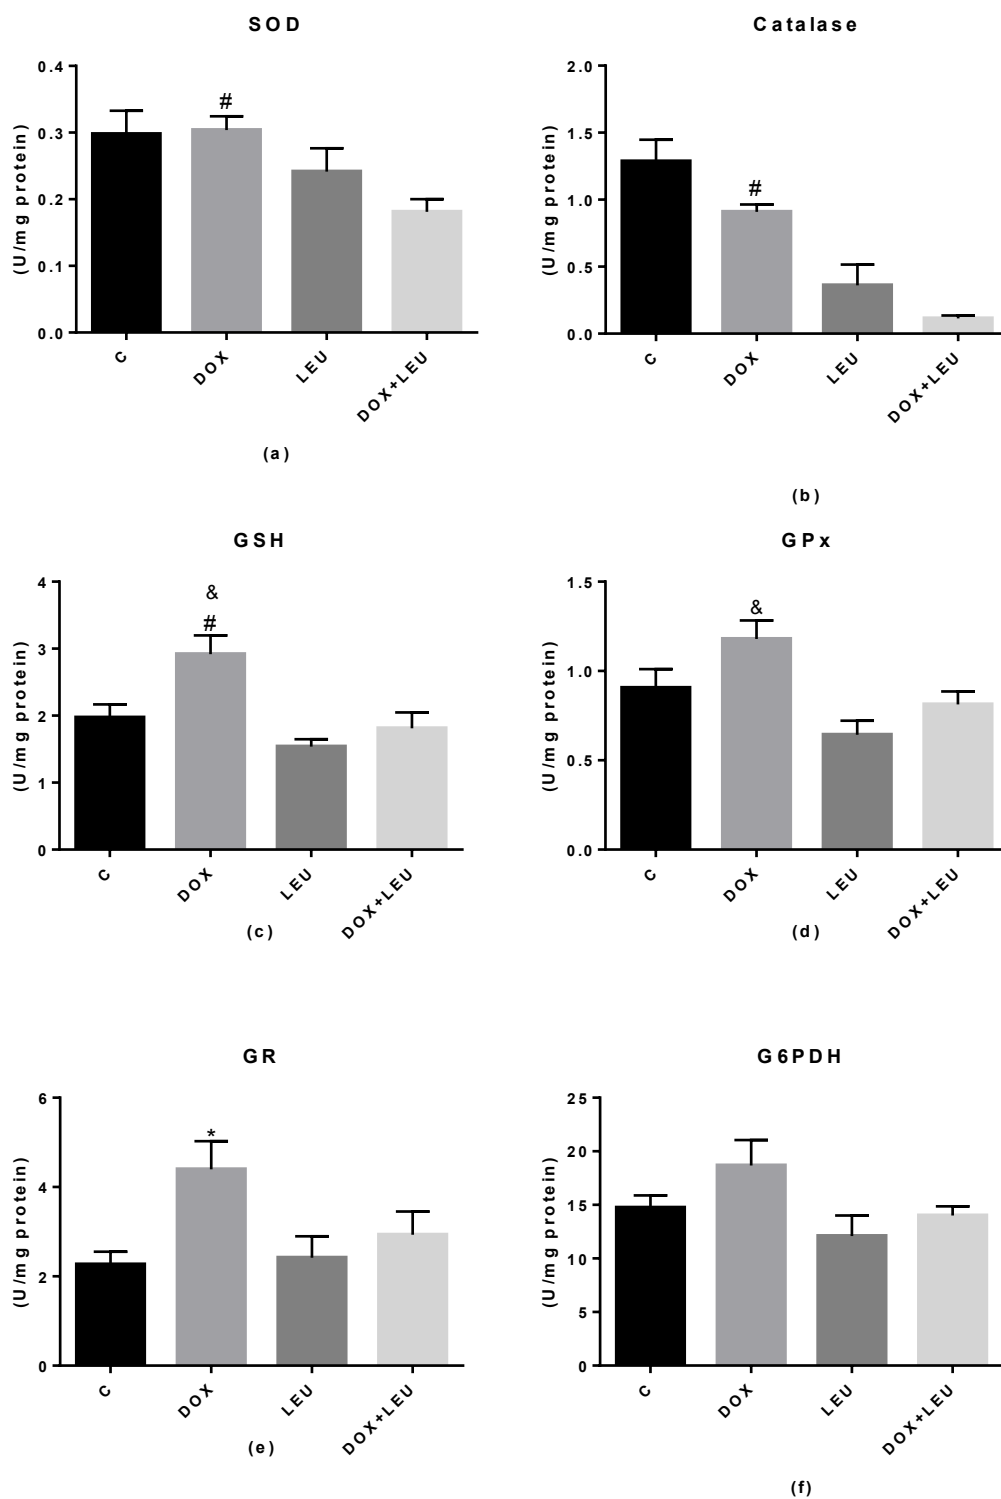 SOD
(U/mg protein)
0.4
0.3
0.2
0.1
0.0
#
C
DOX
LEU
DOX+LEU
(a)
Catalase
(U/mg protein)
2.0
1.5
1.0
0.5
0.0
#
C
DOX
LEU
DOX+LEU
(b)
GSH
(U/mg protein)
4
3
2
1
0
&
#
C
DOX
LEU
DOX+LEU
(c)
GPx
(U/mg protein)
1.5
1.0
0.5
0.0
&
C
DOX
LEU
DOX+LEU
(d)
GR
(U/mg protein)
6
4
2
0
*
C
DOX
LEU
DOX+LEU
(e)
G6PDH
(U/mg protein)
25
20
15
10
5
0
C
DOX
LEU
DOX+LEU
(f)